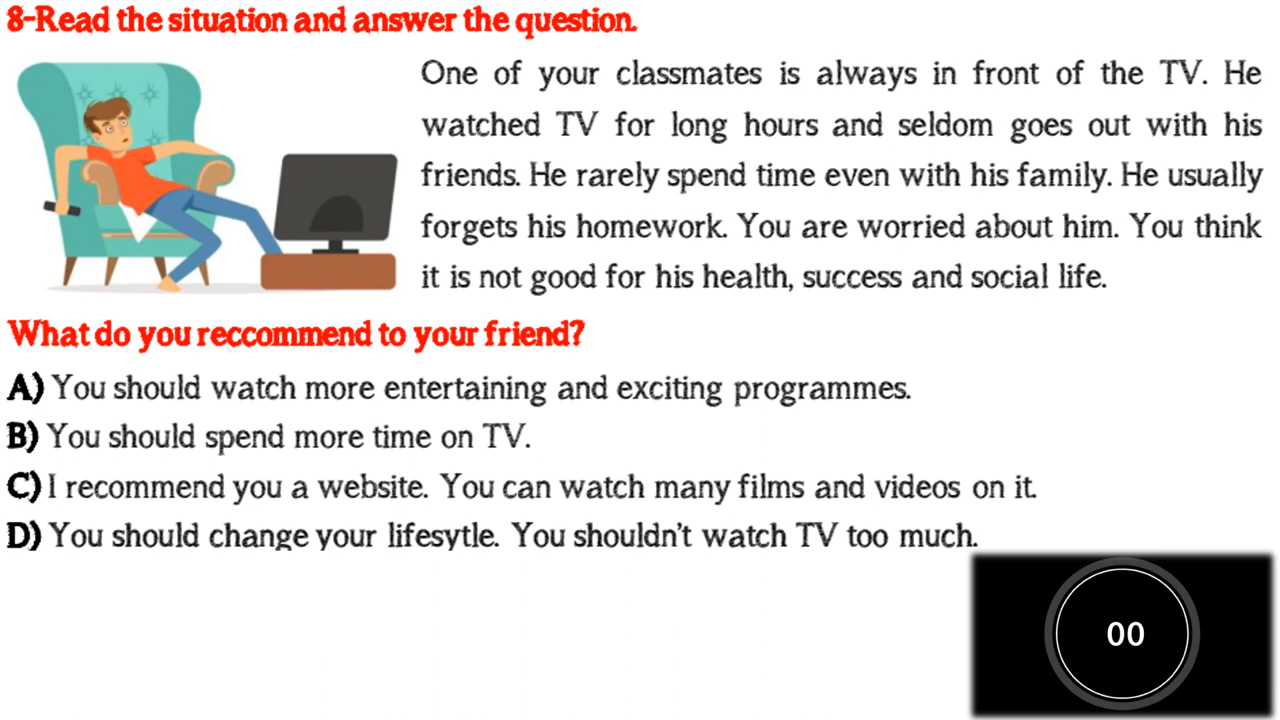 8-Read the situation and answer the question.
One of your classmates is always in front of the TV. He
watched TV for long hours and seldom goes out with his
friends. He rarely spend time even with his family. He usually
forgets his homework. You are worried about him. You think
it is not good for his health, success and social life.
What do you reccommend to your friend?
A) You should watch more entertaining and exciting programmes.
B) You should spend more time on TV.
C) I recommend you a website. You can watch many films and videos on it.
D) You should change your lifesytle. You shouldn't watch TV too much.
00